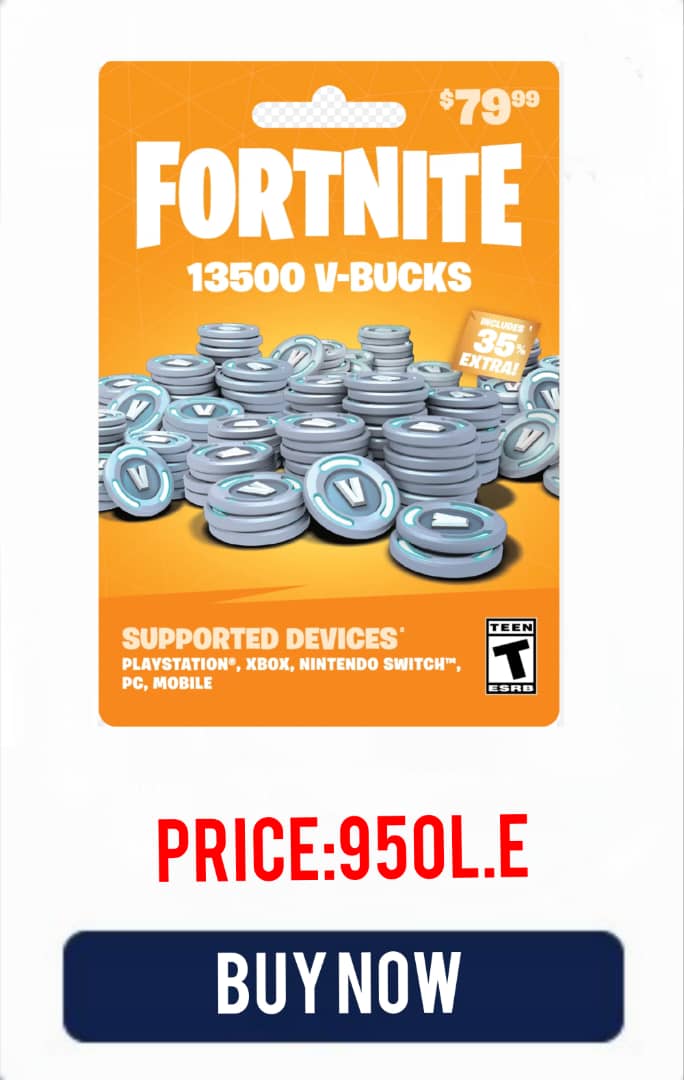 $79.99
FORTNITE
13500 V-BUCKS
INCLUDES
35%
EXTRA!
SUPPORTED DEVICES*
PLAYSTATION®, XBOX, NINTENDO SWITCH™,
PC, MOBILE
TEEN
T
ESRB
PRICE:950L.E
BUY NOW